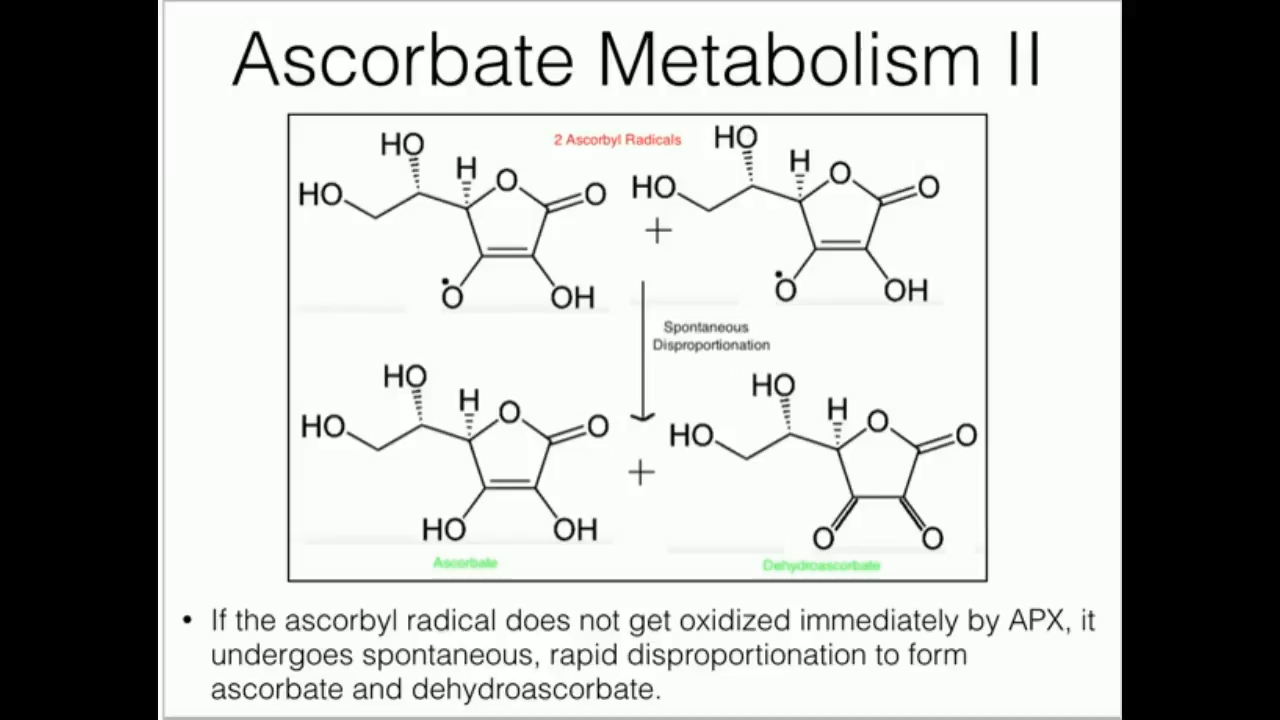 Ascorbate Metabolism II
2 Ascorbyl Radicals
HO
H
O
O
HO
O
OH
+
HO
H
O
O
HO
O
OH
Spontaneous
Disproportionation
HO
H
O
O
HO
HO
OH
Ascorbate
+
HO
H
O
O
HO
O
O
Dehydroascorbate
• If the ascorbyl radical does not get oxidized immediately by APX, it
undergoes spontaneous, rapid disproportionation to form
ascorbate and dehydroascorbate.